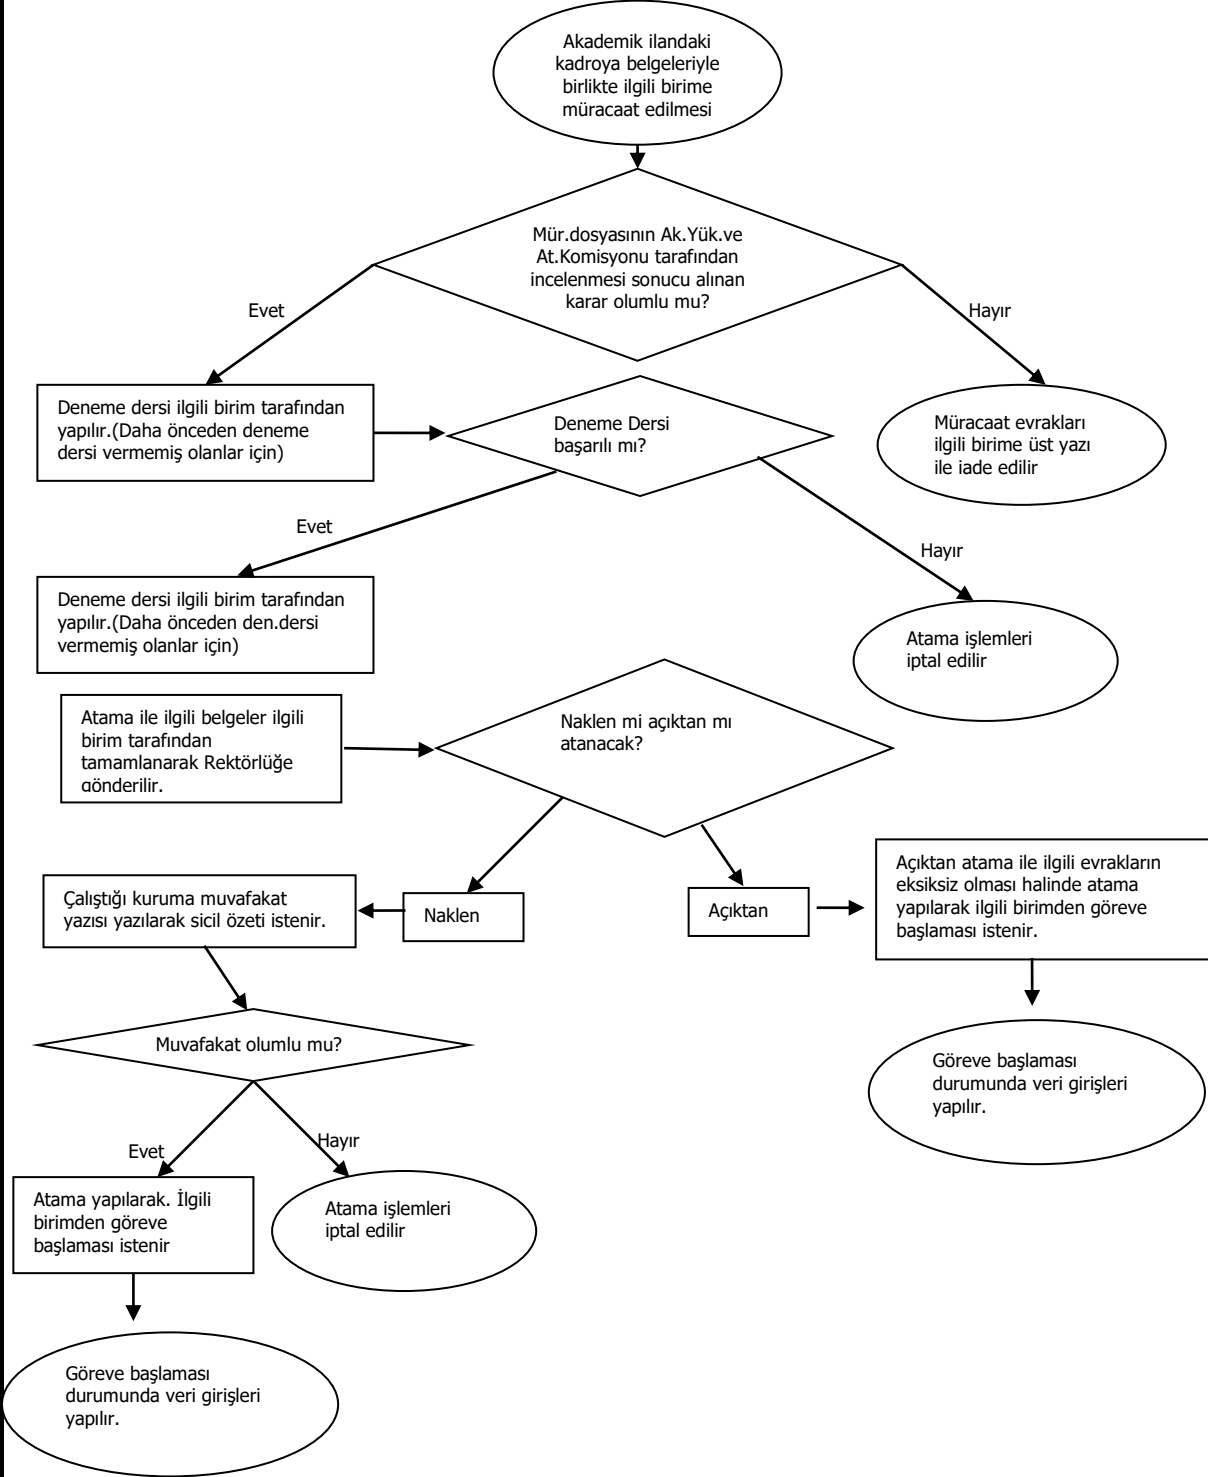 Akademik ilandaki
kadroya belgeleriyle
birlikte ilgili birime
müracaat edilmesi
Mür.dosyasının Ak.Yük.ve
At.Komisyonu tarafından
incelenmesi sonucu alınan
karar olumlu mu?
Evet
Hayır
Deneme dersi ilgili birim tarafından
yapılır.(Daha önceden deneme
dersi vermemiş olanlar için)
Deneme Dersi
başarılı mı?
Müracaat evrakları
ilgili birime üst yazı
ile iade edilir
Evet
Hayır
Deneme dersi ilgili birim tarafından
yapılır.(Daha önceden den.dersi
vermemiş olanlar için)
Atama işlemleri
iptal edilir
Atama ile ilgili belgeler ilgili
birim tarafından
tamamlanarak Rektörlüğe
gönderilir.
Naklen mi açıktan mı
atanacak?
Çalıştığı kuruma muvafakat
yazısı yazılarak sicil özeti istenir.
Naklen
Açıktan
Açıktan atama ile ilgili evrakların
eksiksiz olması halinde atama
yapılarak ilgili birimden göreve
başlaması istenir.
Muvafakat olumlu mu?
Göreve başlaması
durumunda veri girişleri
yapılır.
Evet
Hayır
Atama yapılarak. İlgili
birimden göreve
başlaması istenir
Atama işlemleri
iptal edilir
Göreve başlaması
durumunda veri girişleri
yapılır.